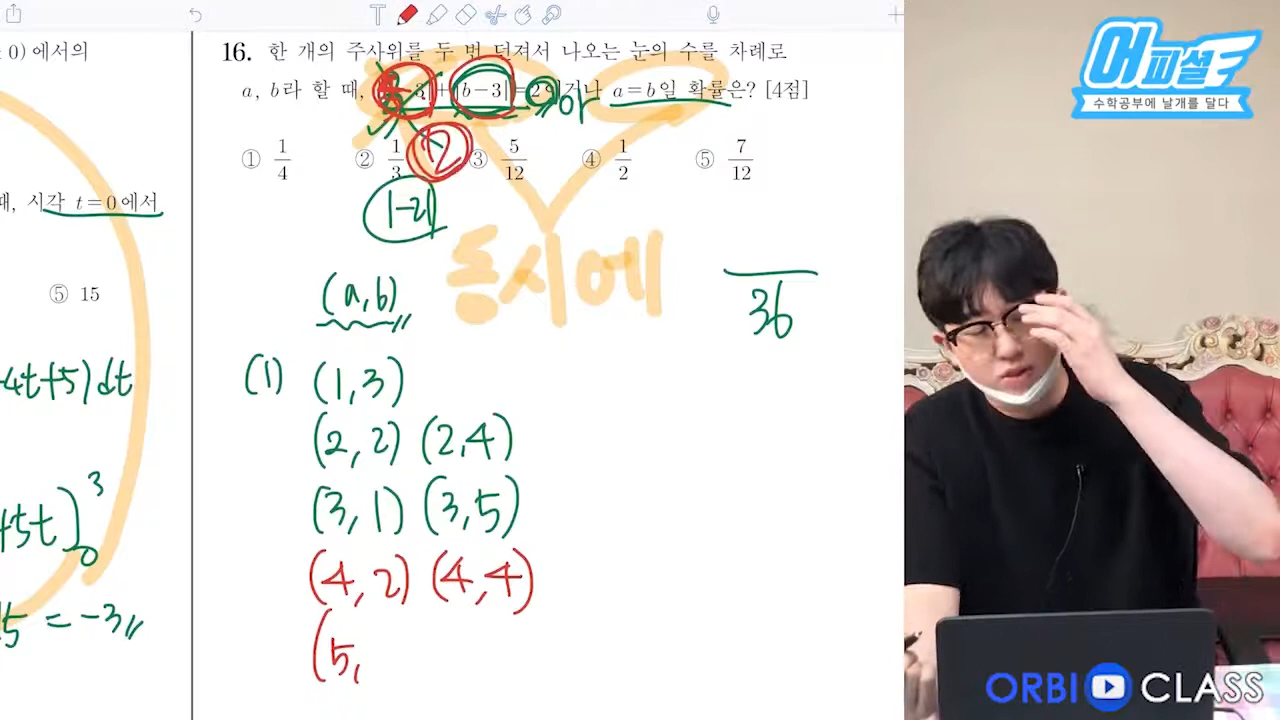 0) 에서의
때, 시각 t=0에서
⑤ 15
-4t+5)dt
+5t]₀³
15 = -3
16. 한 개의 주사위를 두 번 던져서 나오는 눈의 수를 차례로
a, b라 할 때, -3|+|b-3|=2이거나 a=b일 확률은? [4점]
① 1/4 ② 1/3 ③ 5/12 ④ 1/2 ⑤ 7/12
2
|-2|
동시에
(a,b)
36
(1) (1,3)
(2,2) (2,4)
(3,1) (3,5)
(4,2) (4,4)
(5,
어피셜
수학공부에 날개를 달다
ORBI CLASS